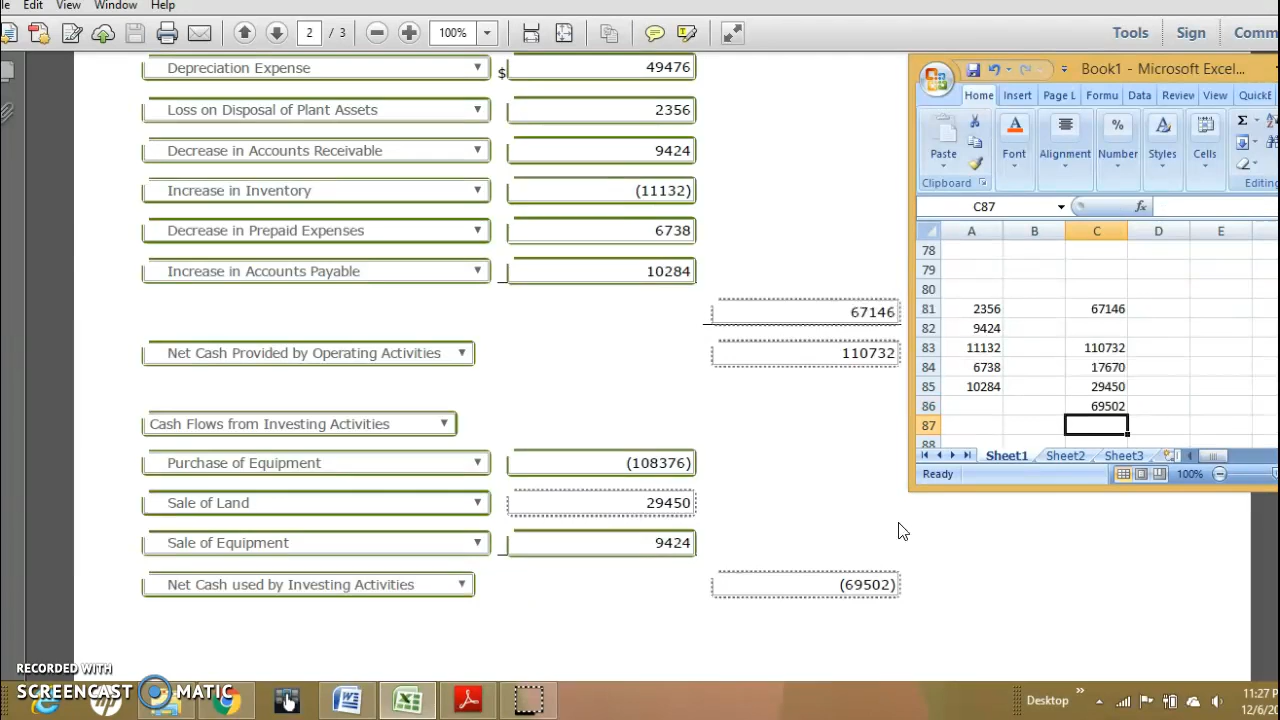 Edit View Window Help
2 / 3 100% Tools Sign Comm
Depreciation Expense $ 49476
Loss on Disposal of Plant Assets 2356
Decrease in Accounts Receivable 9424
Increase in Inventory (11132)
Decrease in Prepaid Expenses 6738
Increase in Accounts Payable 10284
67146
Net Cash Provided by Operating Activities 110732
Cash Flows from Investing Activities
Purchase of Equipment (108376)
Sale of Land 29450
Sale of Equipment 9424
Net Cash used by Investing Activities (69502)
Book1 - Microsoft Excel...
Home Insert Page L Formu Data Review View QuickB
Paste Font Alignment Number Styles Cells
Clipboard Editing
C87 fx
A B C D E
78
79
80
81 2356 67146
82 9424
83 11132 110732
84 6738 17670
85 10284 29450
86 69502
87
88
Sheet1 Sheet2 Sheet3
Ready 100%
RECORDED WITH
SCREENCAST MATIC
Desktop 11:27 P
12/6/20